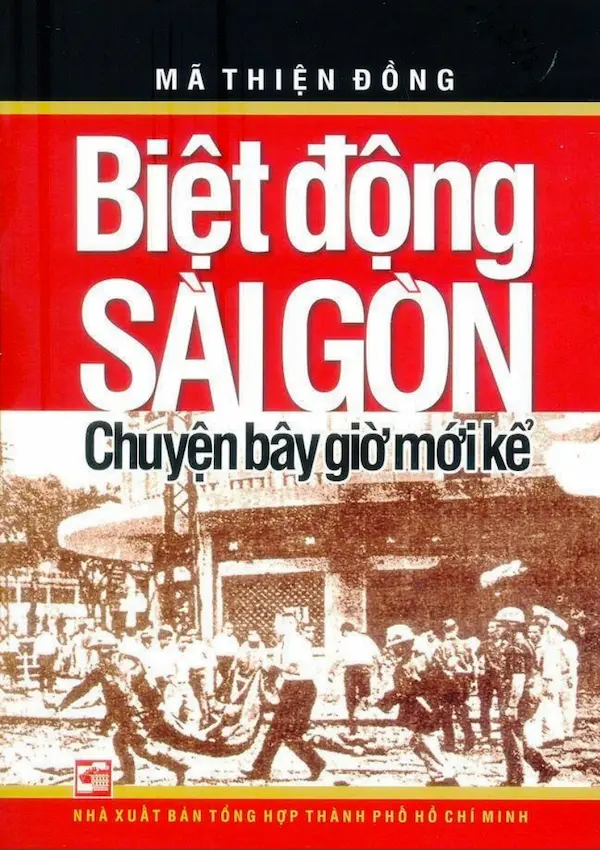 MÃ THIỆN ĐỒNG
Biệt động
SÀI GÒN
Chuyện bây giờ mới kể
NHÀ XUẤT BẢN TỔNG HỢP THÀNH PHỐ HỒ CHÍ MINH